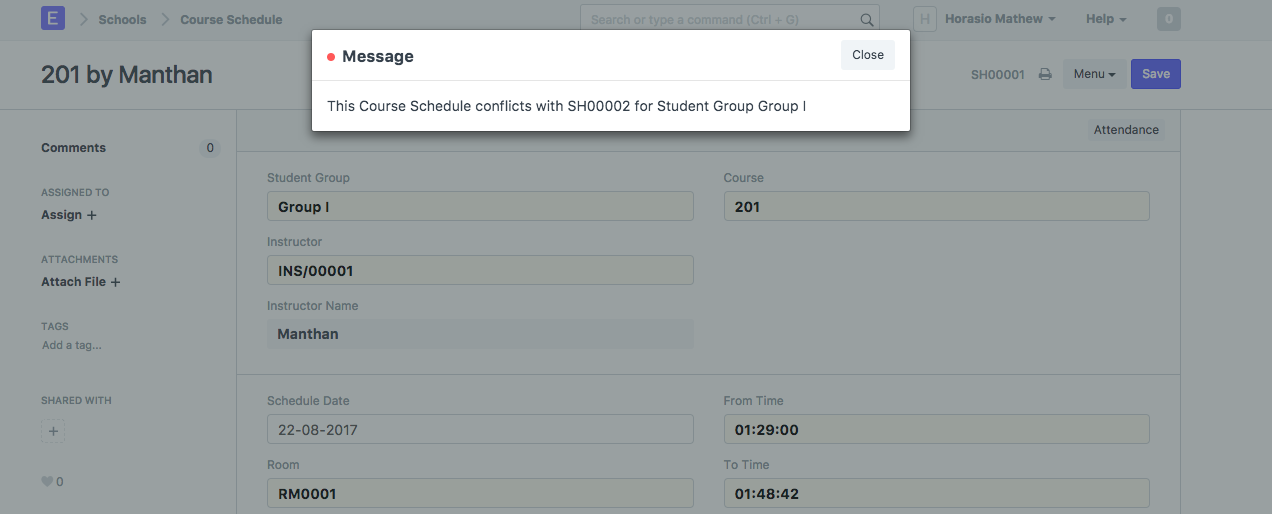 E Schools Course Schedule Search or type a command (Ctrl + G) H Horasio Mathew Help 0
Message Close
This Course Schedule conflicts with SH00002 for Student Group Group I
201 by Manthan SH00001 Menu Save
Attendance
Comments 0
ASSIGNED TO
Assign +
ATTACHMENTS
Attach File +
TAGS
Add a tag...
SHARED WITH
+
0
Student Group Course
Group I 201
Instructor
INS/00001
Instructor Name
Manthan
Schedule Date From Time
22-08-2017 01:29:00
Room To Time
RM0001 01:48:42